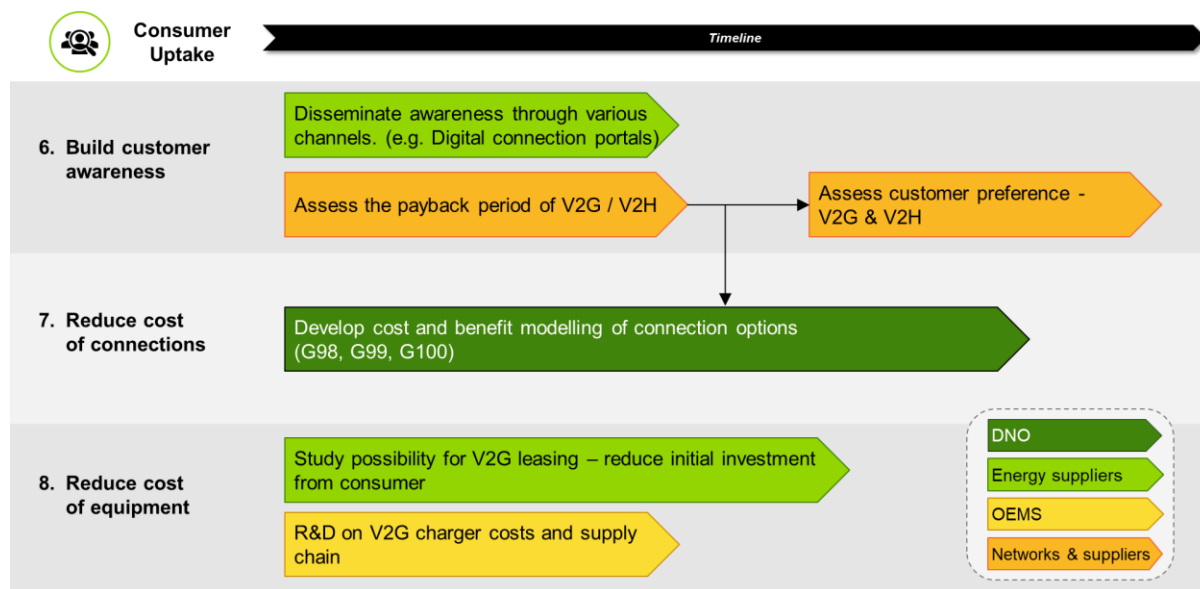 Consumer
Uptake
Timeline
6. Build customer
awareness
Disseminate awareness through various
channels. (e.g. Digital connection portals)
Assess the payback period of V2G / V2H
Assess customer preference -
V2G & V2H
7. Reduce cost
of connections
Develop cost and benefit modelling of connection options
(G98, G99, G100)
8. Reduce cost
of equipment
Study possibility for V2G leasing – reduce initial investment
from consumer
R&D on V2G charger costs and supply
chain
DNO
Energy suppliers
OEMS
Networks & suppliers